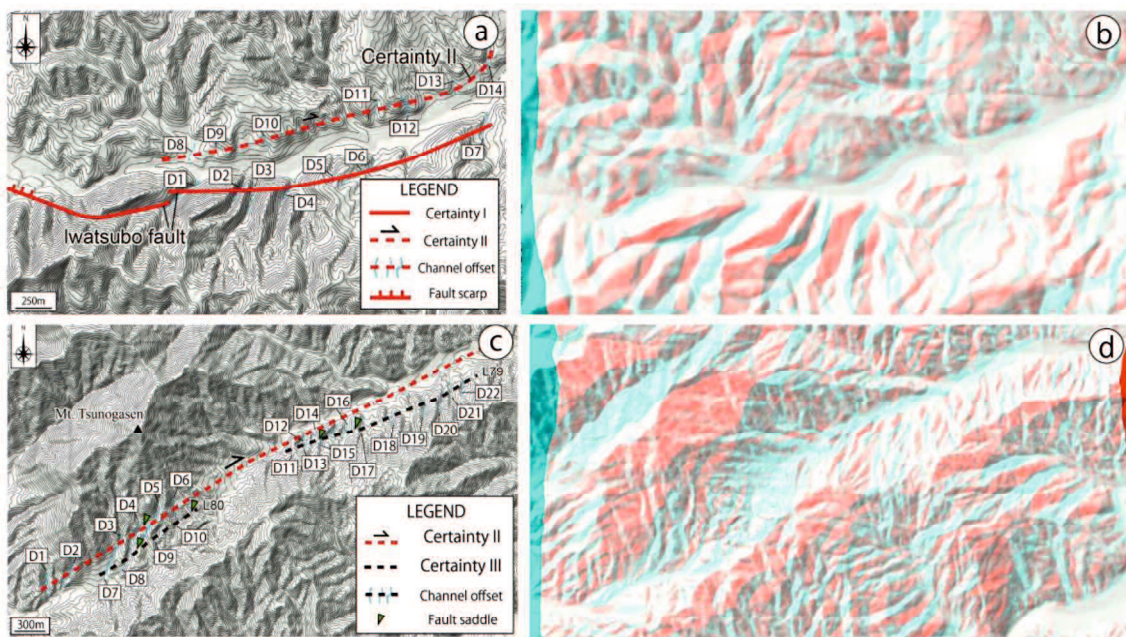 N
a
Certainty II
D13
D14
D11
D12
D10
D9
D8
D7
D6
D5
D3
D2
D1
D4
Iwatsubo fault
LEGEND
Certainty I
Certainty II
Channel offset
Fault scarp
250m
b
N
c
L79
Mt. Tsunogasen
D16
D14
D12
D22
D21
D20
D19
D18
D17
D15
D13
D11
D6
D5
D4
L80
D3
D10
D9
D2
D1
D8
D7
LEGEND
Certainty II
Certainty III
Channel offset
Fault saddle
300m
d